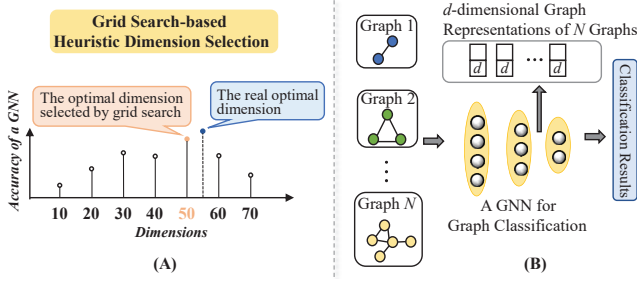 Grid Search-based
Heuristic Dimension Selection
The optimal dimension
selected by grid search
The real optimal
dimension
Accuracy of a GNN
10 20 30 40 50 60 70
Dimensions
(A)
Graph 1
Graph 2
Graph N
d-dimensional Graph
Representations of N Graphs
d d ... d
A GNN for
Graph Classification
Classification Results
(B)